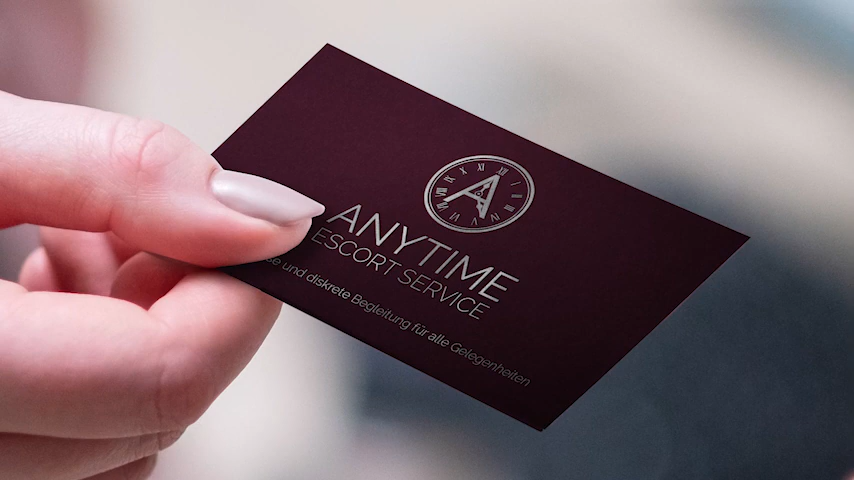 A
ANYTIME
ESCORT SERVICE
und diskrete Begleitung für alle Gelegenheiten